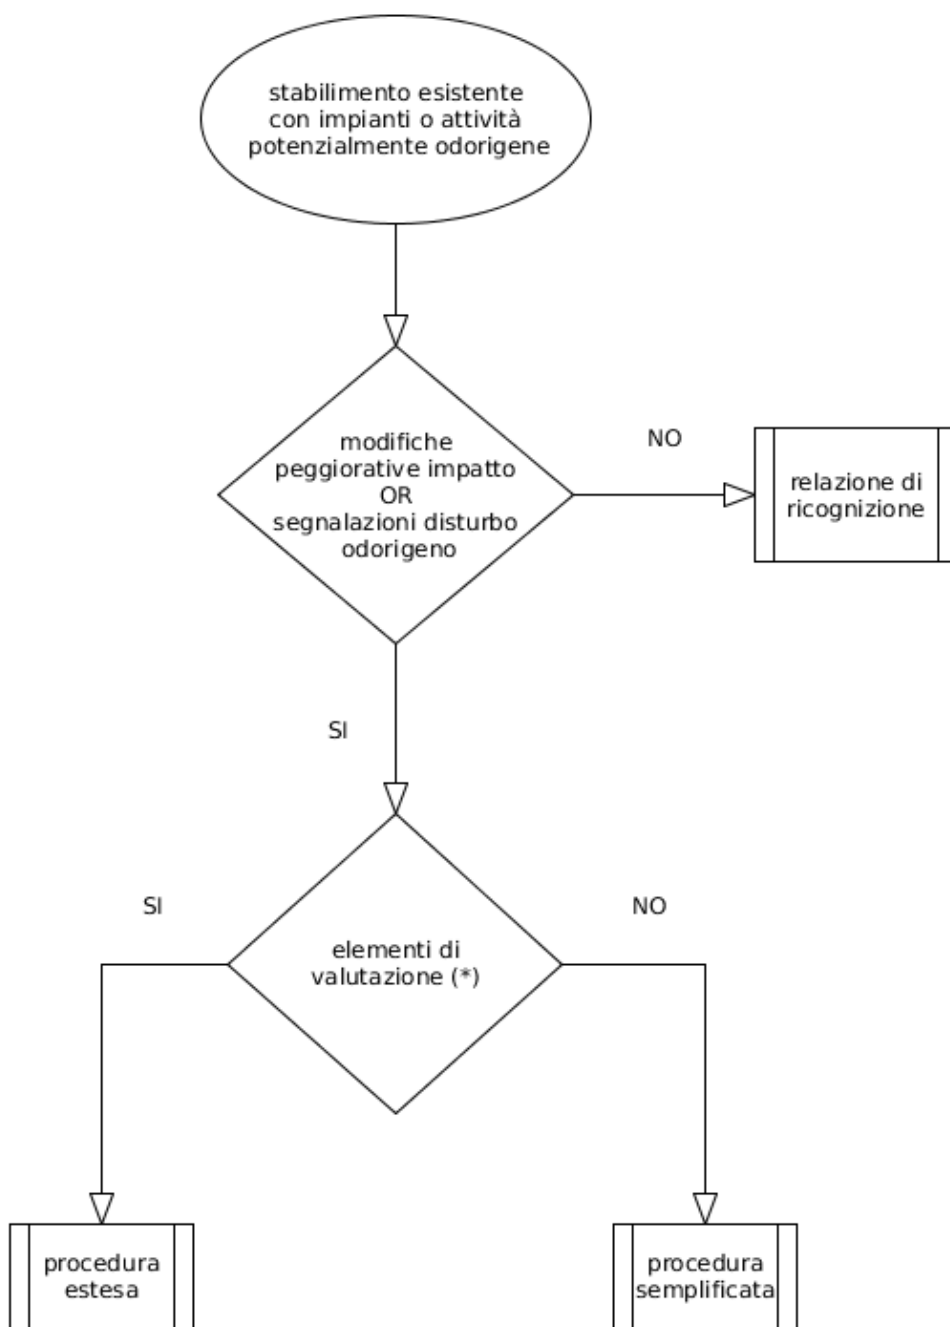 stabilimento esistente
con impianti o attività
potenzialmente odorigene
modifiche
peggiorative impatto
OR
segnalazioni disturbo
odorigeno
NO
relazione di
ricognizione
SI
SI
NO
elementi di
valutazione (*)
procedura
estesa
procedura
semplificata